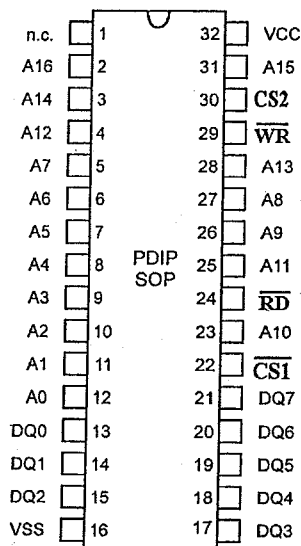 n.c. 1 32 VCC
A16 2 31 A15
A14 3 30 CS2
A12 4 29 WR
A7 5 28 A13
A6 6 27 A8
A5 7 26 A9
A4 8 PDIP 25 A11
SOP
A3 9 24 RD
A2 10 23 A10
A1 11 22 CS1
A0 12 21 DQ7
DQ0 13 20 DQ6
DQ1 14 19 DQ5
DQ2 15 18 DQ4
VSS 16 17 DQ3